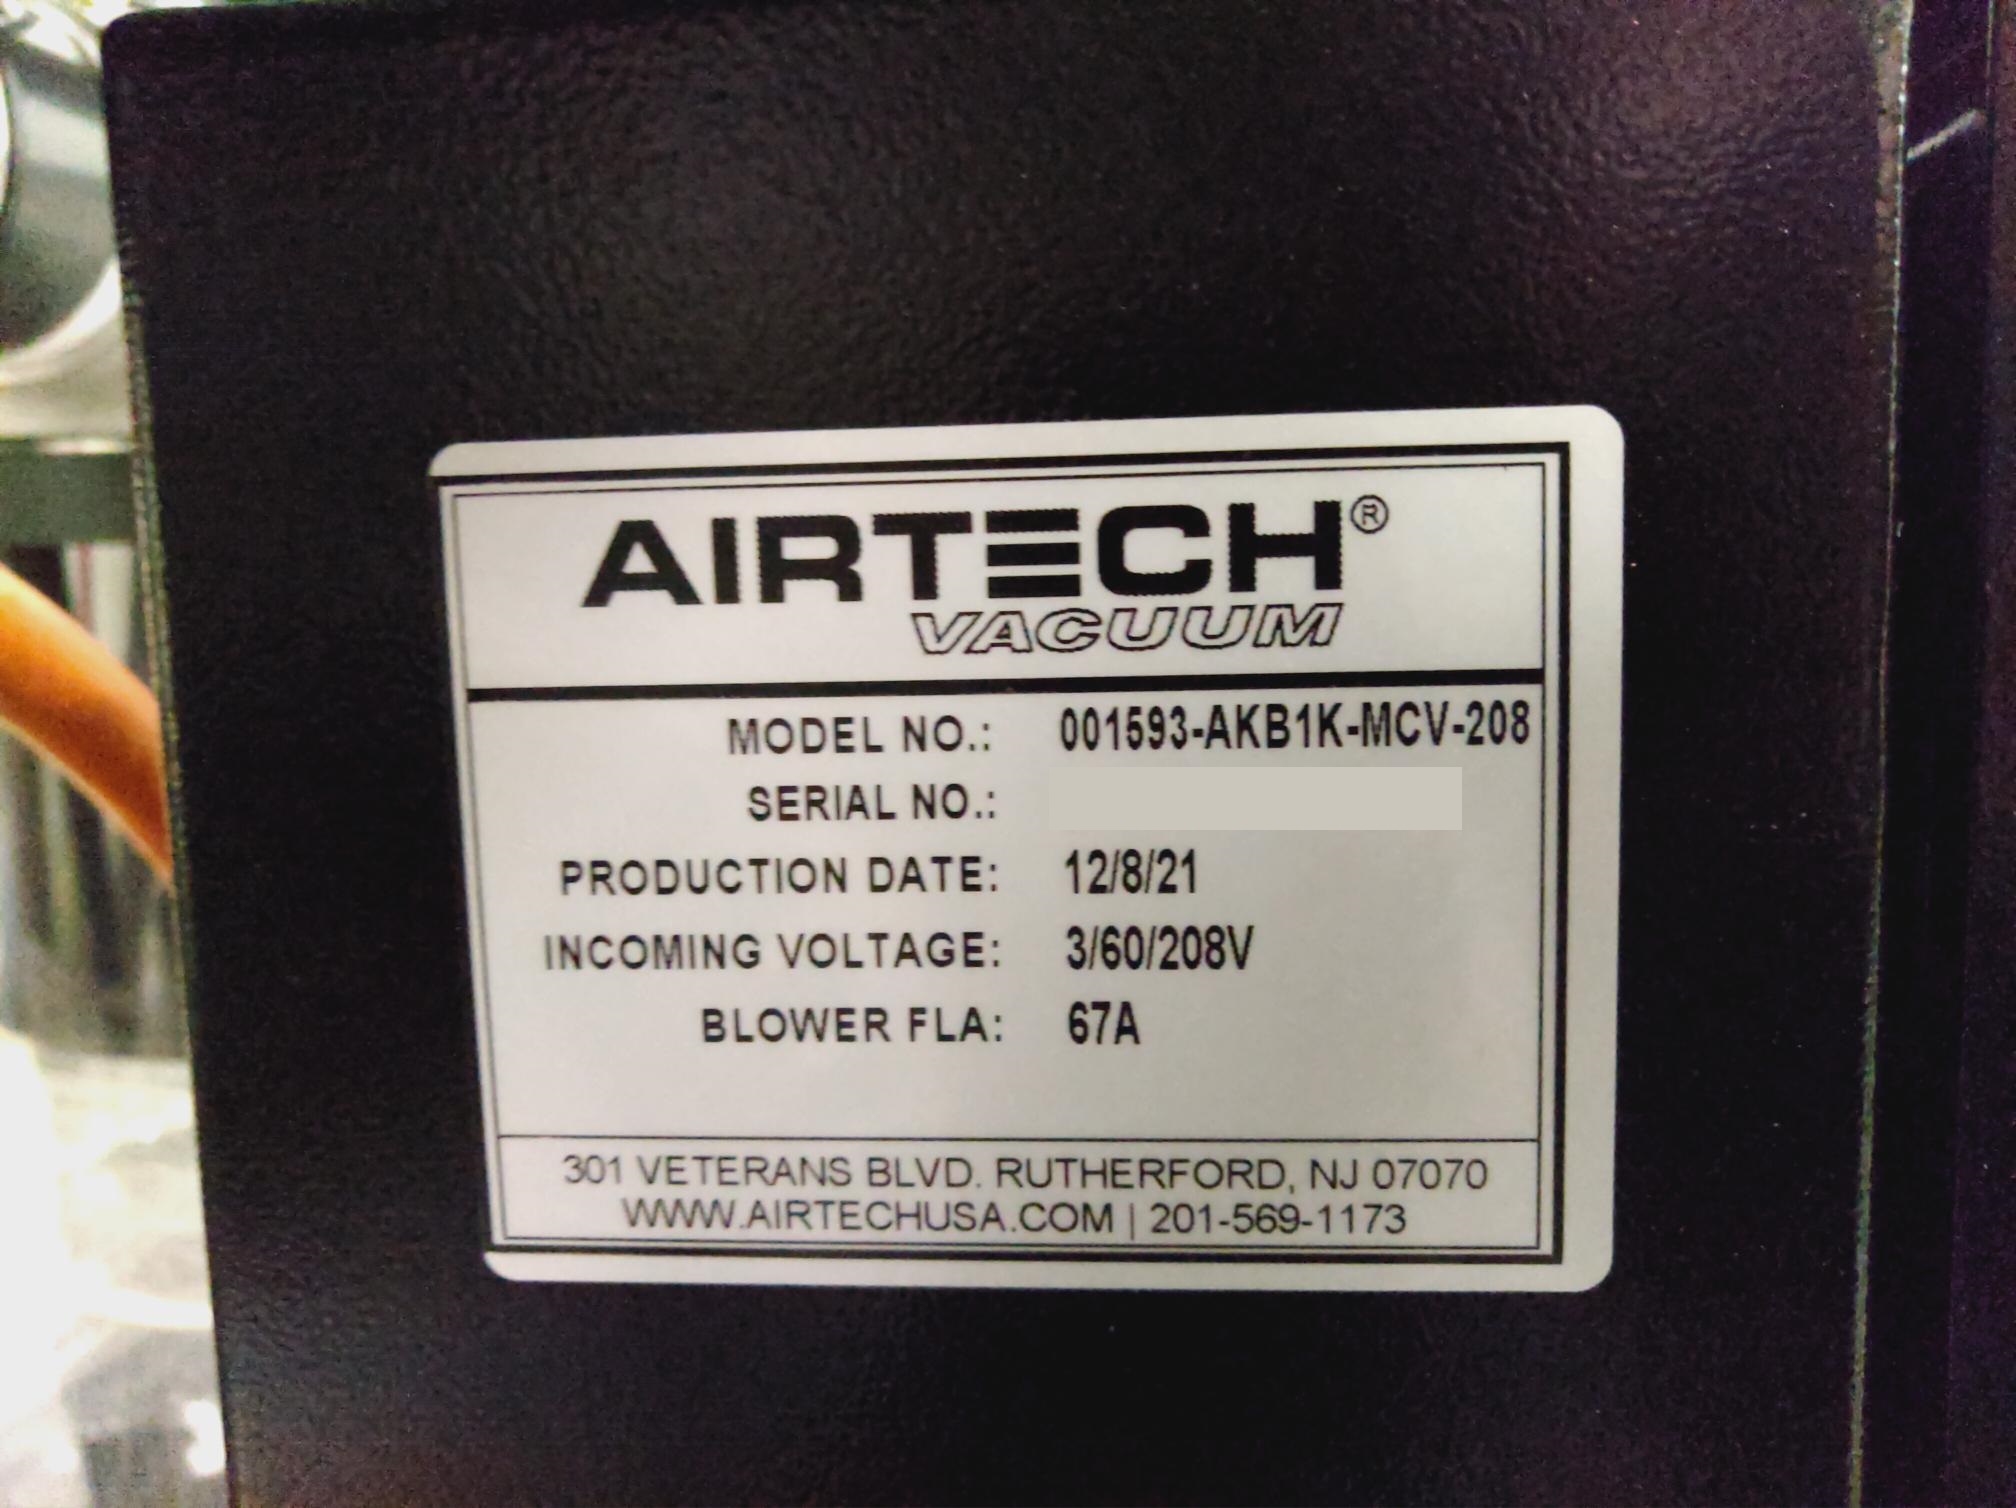 AIRTECH®
VACUUM
MODEL NO.: 001593-AKB1K-MCV-208
SERIAL NO.:
PRODUCTION DATE: 12/8/21
INCOMING VOLTAGE: 3/60/208V
BLOWER FLA: 67A
301 VETERANS BLVD. RUTHERFORD, NJ 07070
WWW.AIRTECHUSA.COM | 201-569-1173